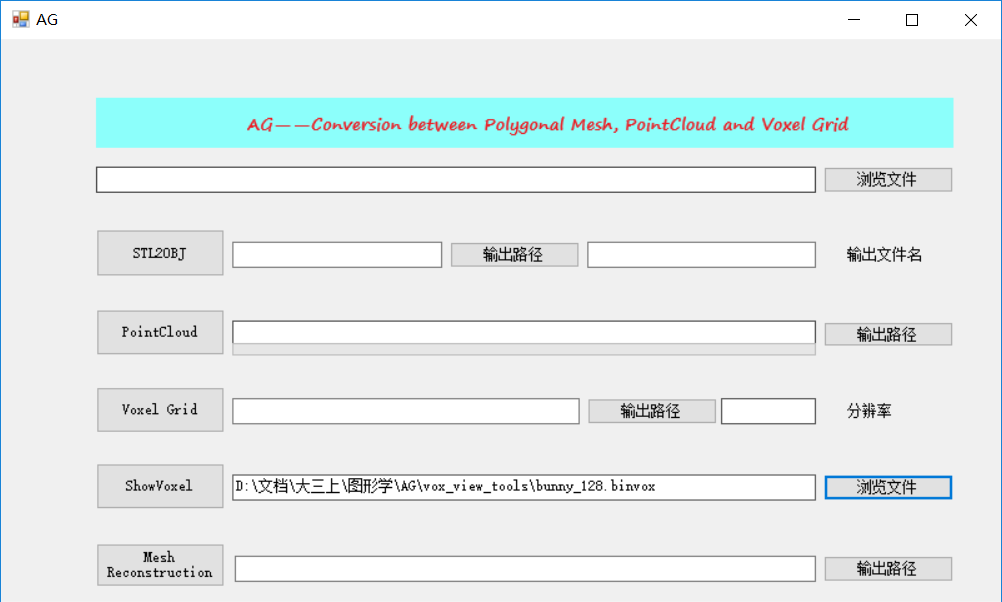 AG
AG——Conversion between Polygonal Mesh, PointCloud and Voxel Grid
浏览文件
STL2OBJ
输出路径
输出文件名
PointCloud
输出路径
Voxel Grid
输出路径
分辨率
ShowVoxel
D:\文档\大三上\图形学\AG\vox_view_tools\bunny_128.binvox
浏览文件
Mesh
Reconstruction
输出路径